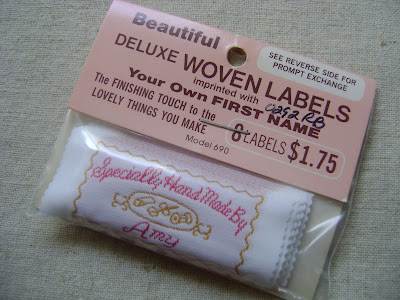 Beautiful
DELUXE WOVEN LABELS
imprinted with
Your Own FIRST NAME
The FINISHING TOUCH to the
LOVELY THINGS YOU MAKE
8 LABELS $1.75
Model 690
SEE REVERSE SIDE FOR
PROMPT EXCHANGE
Specially Hand Made By
Amy